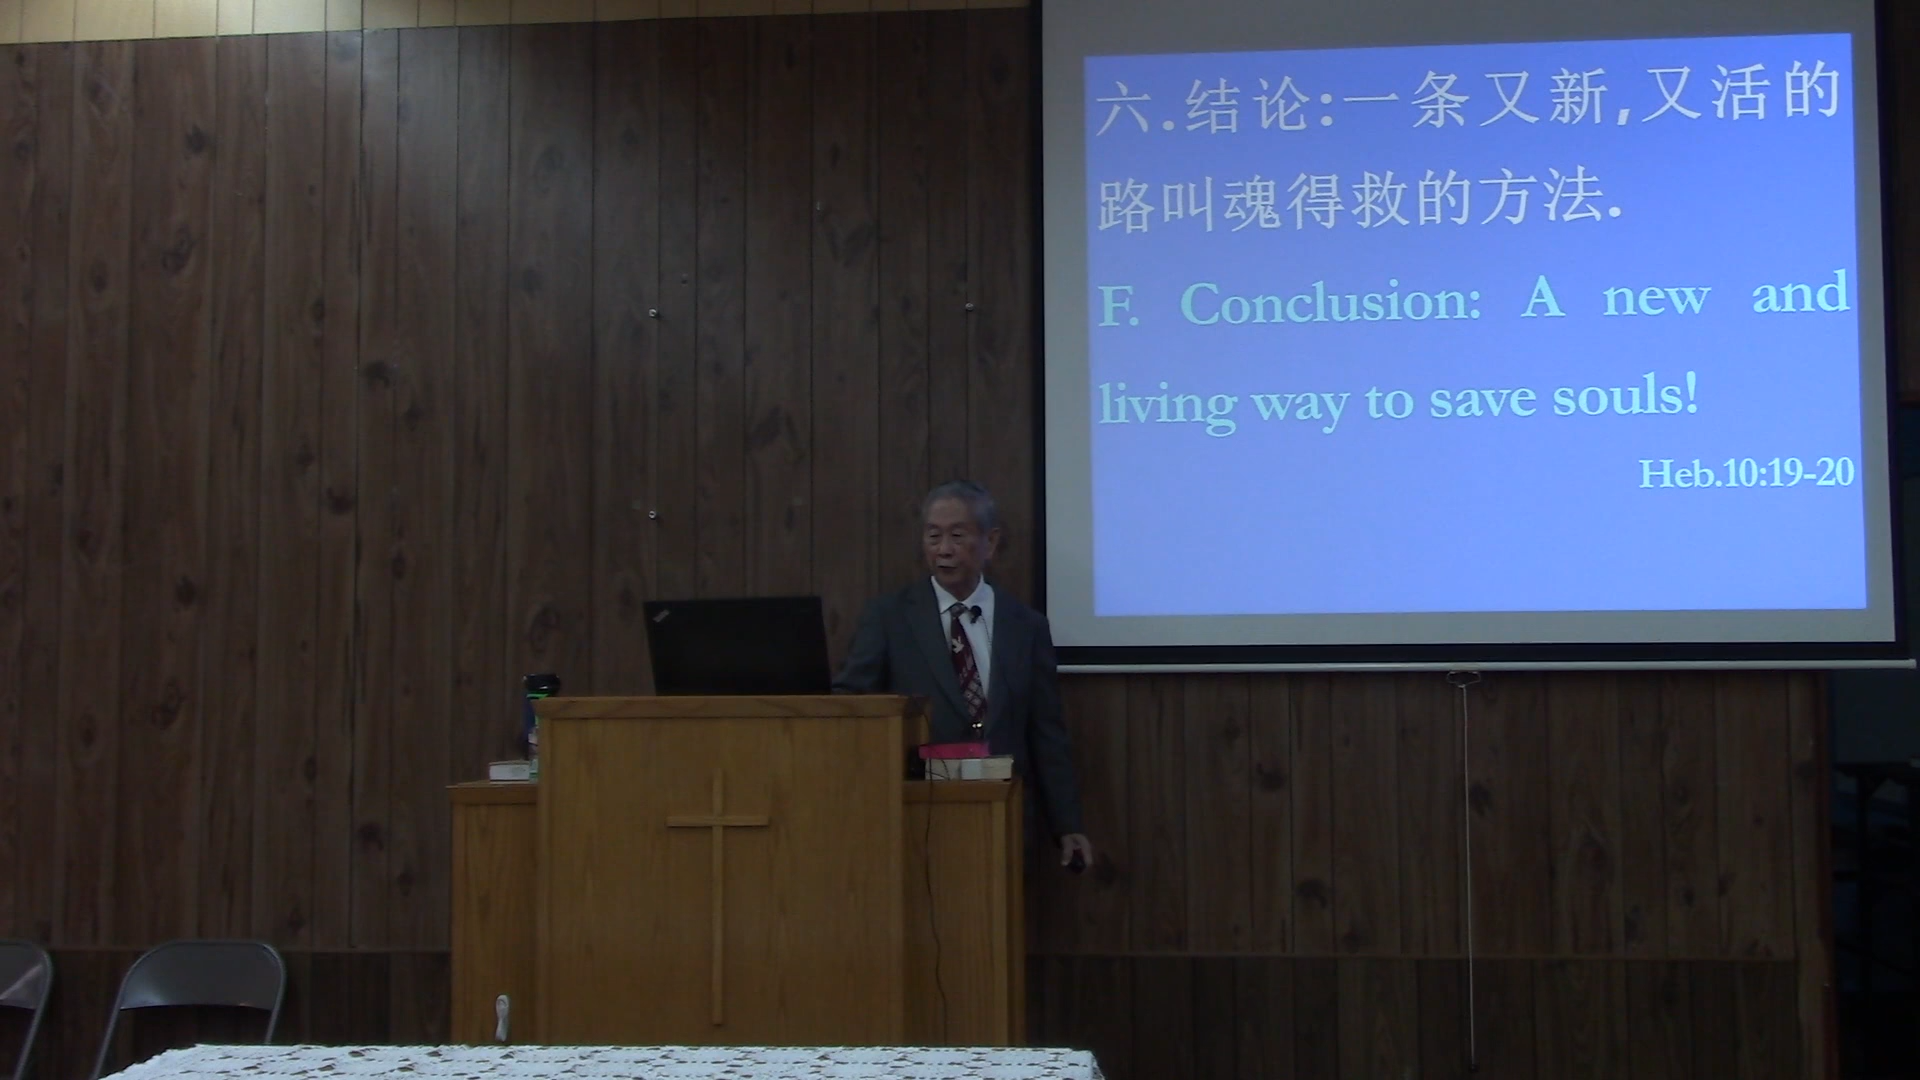 六.结论:一条又新,又活的
路叫魂得救的方法.
F. Conclusion: A new and
living way to save souls!
Heb.10:19-20